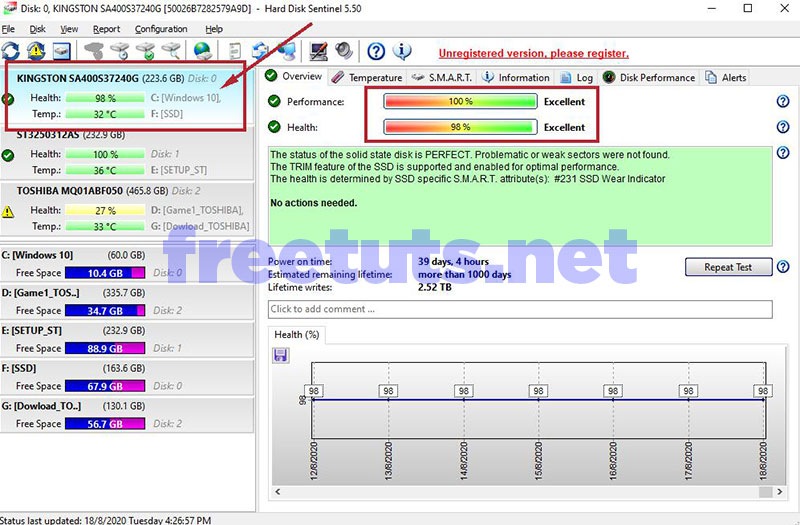 Disk: 0, KINGSTON SA400S37240G [50026B7282579A9D] - Hard Disk Sentinel 5.50
File Disk View Report Configuration Help
Unregistered version, please register.
KINGSTON SA400S37240G (223.6 GB) Disk: 0
Health: 98 % C: [Windows 10],
Temp.: 32 °C F: [SSD]
ST3250312AS (232.9 GB)
Health: 100 % Disk: 1
Temp.: 36 °C E: [SETUP_ST]
TOSHIBA MQ01ABF050 (465.8 GB) Disk: 2
Health: 27 % D: [Game1_TOSHIBA],
Temp.: 33 °C G: [Dowload_TOSHIBA]
C: [Windows 10] (60.0 GB)
Free Space 10.4 GB Disk: 0
D: [Game1_TOS..] (335.7 GB)
Free Space 34.7 GB Disk: 2
E: [SETUP_ST] (232.9 GB)
Free Space 88.9 GB Disk: 1
F: [SSD] (163.6 GB)
Free Space 67.9 GB Disk: 0
G: [Dowload_TO..] (130.1 GB)
Free Space 56.7 GB Disk: 2
Overview Temperature S.M.A.R.T. Information Log Disk Performance Alerts
Performance: 100 % Excellent
Health: 98 % Excellent
The status of the solid state disk is PERFECT. Problematic or weak sectors were not found.
The TRIM feature of the SSD is supported and enabled for optimal performance.
The health is determined by SSD specific S.M.A.R.T. attribute(s): #231 SSD Wear Indicator
No actions needed.
freetuts.net
Power on time: 39 days, 4 hours
Estimated remaining lifetime: more than 1000 days
Lifetime writes: 2.52 TB
Repeat Test
Click to add comment ...
Health (%)
98
98 98 98 98 98 98 98
12/8/2020 13/8/2020 14/8/2020 15/8/2020 16/8/2020 17/8/2020 18/8/2020
Status last updated: 18/8/2020 Tuesday 4:26:57 PM